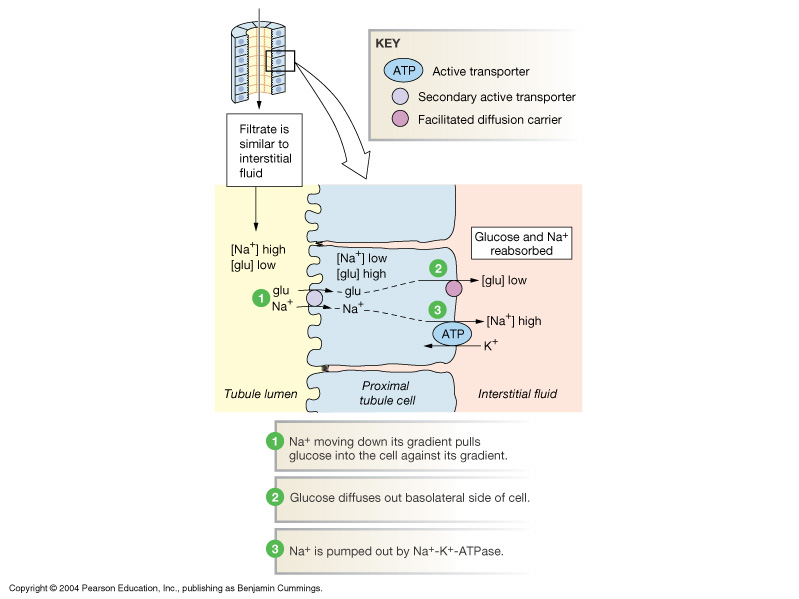 KEY
ATP Active transporter
Secondary active transporter
Facilitated diffusion carrier
Filtrate is
similar to
interstitial
fluid
Glucose and Na+
reabsorbed
[Na+] high
[glu] low
[Na+] low
[glu] high
2
[glu] low
1
glu
Na+
glu
Na+
3
[Na+] high
ATP
K+
Tubule lumen
Proximal
tubule cell
Interstitial fluid
1 Na+ moving down its gradient pulls
glucose into the cell against its gradient.
2 Glucose diffuses out basolateral side of cell.
3 Na+ is pumped out by Na+-K+-ATPase.
Copyright © 2004 Pearson Education, Inc., publishing as Benjamin Cummings.